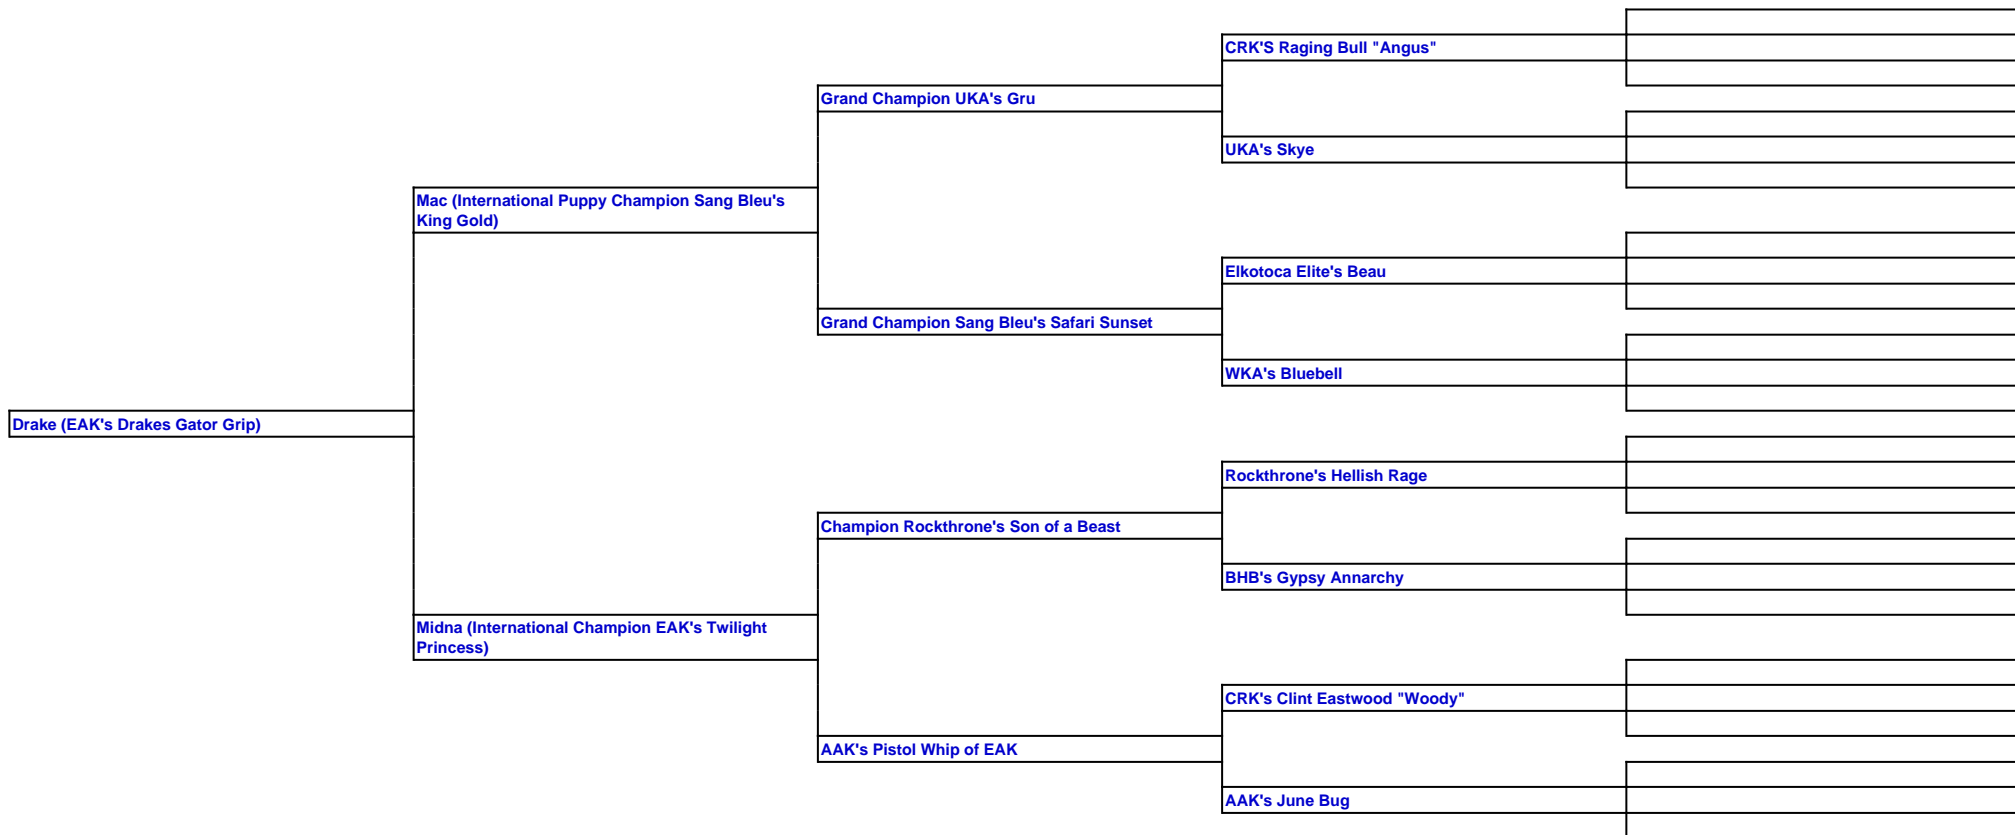 CRK'S Raging Bull "Angus"
Grand Champion UKA's Gru
UKA's Skye
Mac (International Puppy Champion Sang Bleu's
King Gold)
Elkotoca Elite's Beau
Grand Champion Sang Bleu's Safari Sunset
WKA's Bluebell
Drake (EAK's Drakes Gator Grip)
Rockthrone's Hellish Rage
Champion Rockthrone's Son of a Beast
BHB's Gypsy Annarchy
Midna (International Champion EAK's Twilight
Princess)
CRK's Clint Eastwood "Woody"
AAK's Pistol Whip of EAK
AAK's June Bug